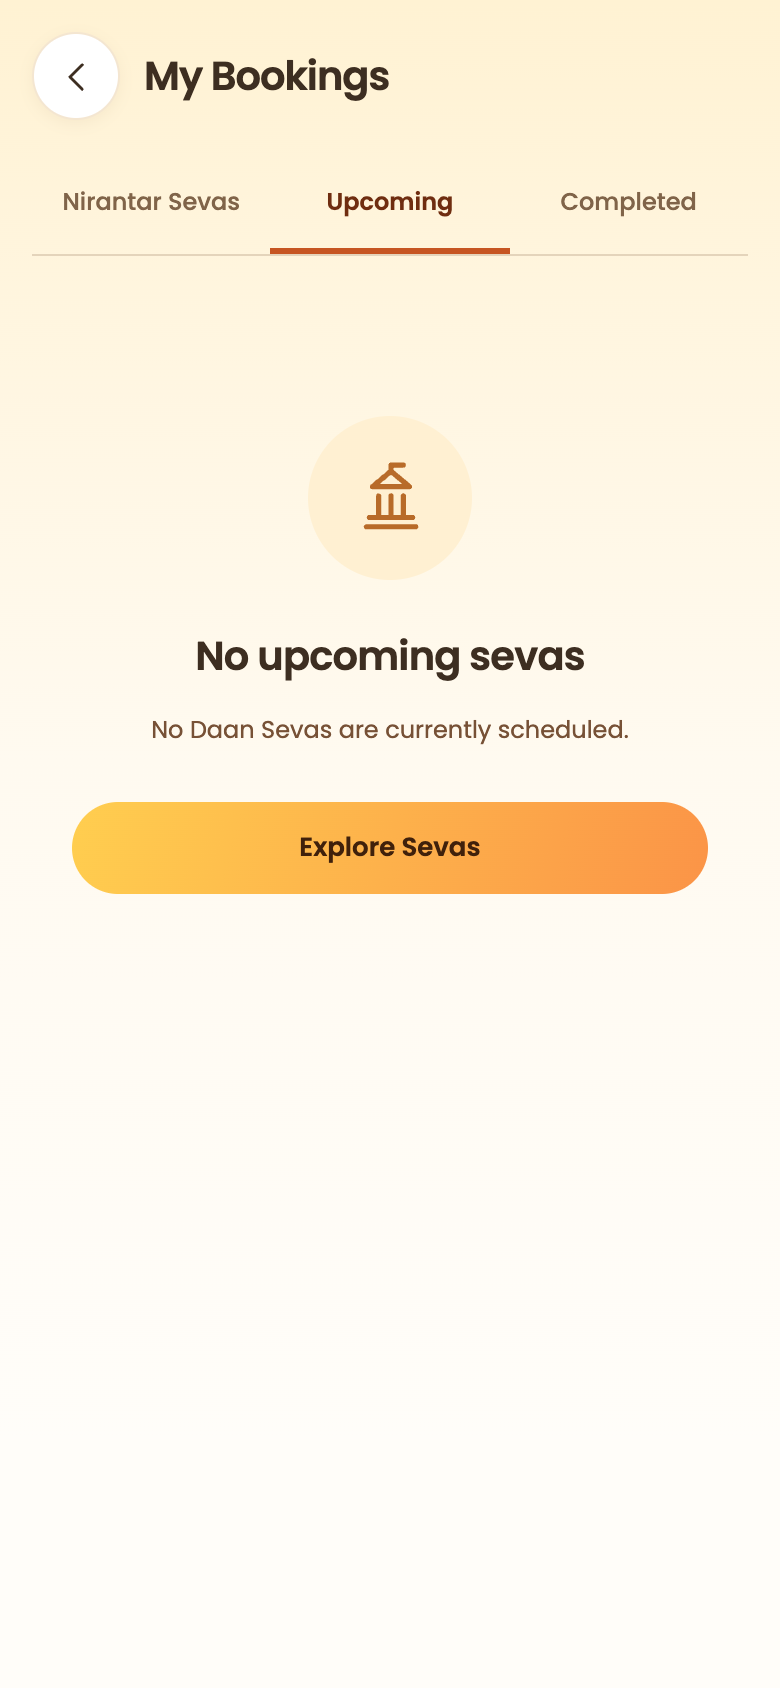 My Bookings
Nirantar Sevas
Upcoming
Completed
No upcoming sevas
No Daan Sevas are currently scheduled.
Explore Sevas